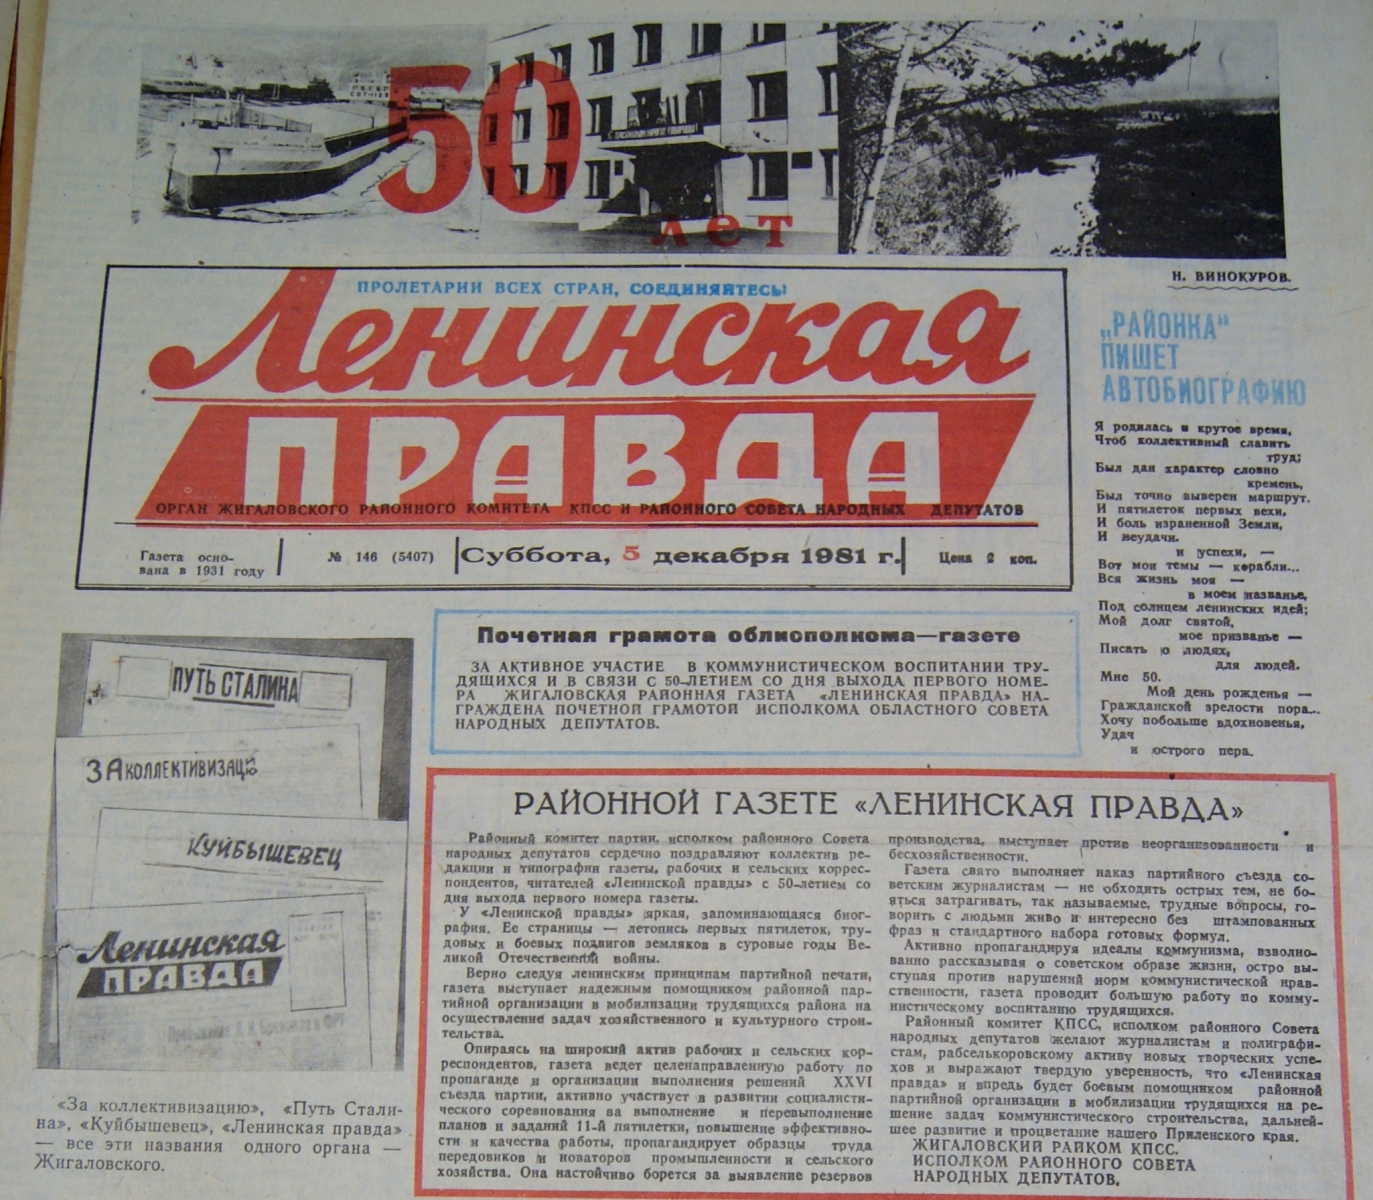 50
лет
Н. ВИНОКУРОВ.
ПРОЛЕТАРИИ ВСЕХ СТРАН, СОЕДИНЯЙТЕСЬ!
Ленинская
ПРАВДА
ОРГАН ЖИГАЛОВСКОГО РАЙОННОГО КОМИТЕТА КПСС И РАЙОННОГО СОВЕТА НАРОДНЫХ ДЕПУТАТОВ
Газета осно-
вана в 1931 году
№ 146 (5407)
Суббота, 5 декабря 1981 г.
Цена 2 коп.
„РАЙОНКА“
ПИШЕТ
АВТОБИОГРАФИЮ
Я родилась в крутое время,
Чтоб коллективный славить
труд;
Был дан характер словно
кремень,
Был точно выверен маршрут.
И пятилеток первых вехи,
И боль израненной Земли,
И неудачи.
и успехи, —
Вот мои темы — корабли...
Вся жизнь моя —
в моем названье,
Под солнцем ленинских идей;
Мой долг святой,
мое призванье —
Писать о людях,
для людей.
Мне 50.
Мой день рожденья —
Гражданской зрелости пора...
Хочу побольше вдохновенья,
Удач
и острого пера.
Почетная грамота облисполкома—газете
ЗА АКТИВНОЕ УЧАСТИЕ В КОММУНИСТИЧЕСКОМ ВОСПИТАНИИ ТРУ-
ДЯЩИХСЯ И В СВЯЗИ С 50-ЛЕТИЕМ СО ДНЯ ВЫХОДА ПЕРВОГО НОМЕ-
РА ЖИГАЛОВСКАЯ РАЙОННАЯ ГАЗЕТА «ЛЕНИНСКАЯ ПРАВДА» НА-
ГРАЖДЕНА ПОЧЕТНОЙ ГРАМОТОЙ ИСПОЛКОМА ОБЛАСТНОГО СОВЕТА
НАРОДНЫХ ДЕПУТАТОВ.
ПУТЬ СТАЛИНА
ЗА КОЛЛЕКТИВИЗАЦИЮ
КУЙБЫШЕВЕЦ
Ленинская
ПРАВДА
Пребывание Л. И. Брежнева в ФРГ
«За коллективизацию», «Путь Стали-
на», «Куйбышевец», «Ленинская правда»
— все эти названия одного органа —
Жигаловского.
РАЙОННОЙ ГАЗЕТЕ «ЛЕНИНСКАЯ ПРАВДА»
Районный комитет партии, исполком районного Совета
народных депутатов сердечно поздравляют коллектив ре-
дакции и типографии газеты, рабочих и сельских коррес-
пондентов, читателей «Ленинской правды» с 50-летием со
дня выхода первого номера газеты.
У «Ленинской правды» яркая, запоминающаяся биог-
рафия. Ее страницы — летопись первых пятилеток, тру-
довых и боевых подвигов земляков в суровые годы Ве-
ликой Отечественной войны.
Верно следуя ленинским принципам партийной печати,
газета выступает надежным помощником районной пар-
тийной организации в мобилизации трудящихся района на
осуществление задач хозяйственного и культурного строи-
тельства.
Опираясь на широкий актив рабочих и сельских кор-
респондентов, газета ведет целенаправленную работу по
пропаганде и организации выполнения решений XXVI
съезда партии, активно участвует в развитии социалисти-
ческого соревнования ва выполнение и перевыполнение
планов и заданий 11-й пятилетки, повышение эффективно-
сти и качества работы, пропагандирует образцы труда
передовиков и новаторов промышленности и сельского
хозяйства. Она настойчиво борется за выявление резервов
производства, выступает против неорганизованности и
бесхозяйственности.
Газета свято выполняет наказ партийного съезда со-
ветским журналистам — не обходить острых тем, не бо-
яться затрагивать, так называемые, трудные вопросы, го-
ворить с людьми живо и интересно без штампованных
фраз и стандартного набора готовых формул.
Активно пропагандируя идеалы коммунизма, взволно-
ванно рассказывая о советском образе жизни, остро вы-
ступая против нарушений норм коммунистической нрав-
ственности, газета проводит большую работу по комму-
нистическому воспитанию трудящихся.
Районный комитет КПСС, исполком районного Совета
народных депутатов желают журналистам и полиграфи-
стам, рабселькоровскому активу новых творческих успе-
хов и выражают твердую уверенность, что «Ленинская
правда» и впредь будет боевым помощником районной
партийной организации в мобилизации трудящихся на ре-
шение задач коммунистического строительства, дальней-
шее развитие и процветание нашего Приленского края.
ЖИГАЛОВСКИЙ РАЙКОМ КПСС.
ИСПОЛКОМ РАЙОННОГО СОВЕТА
НАРОДНЫХ ДЕПУТАТОВ.